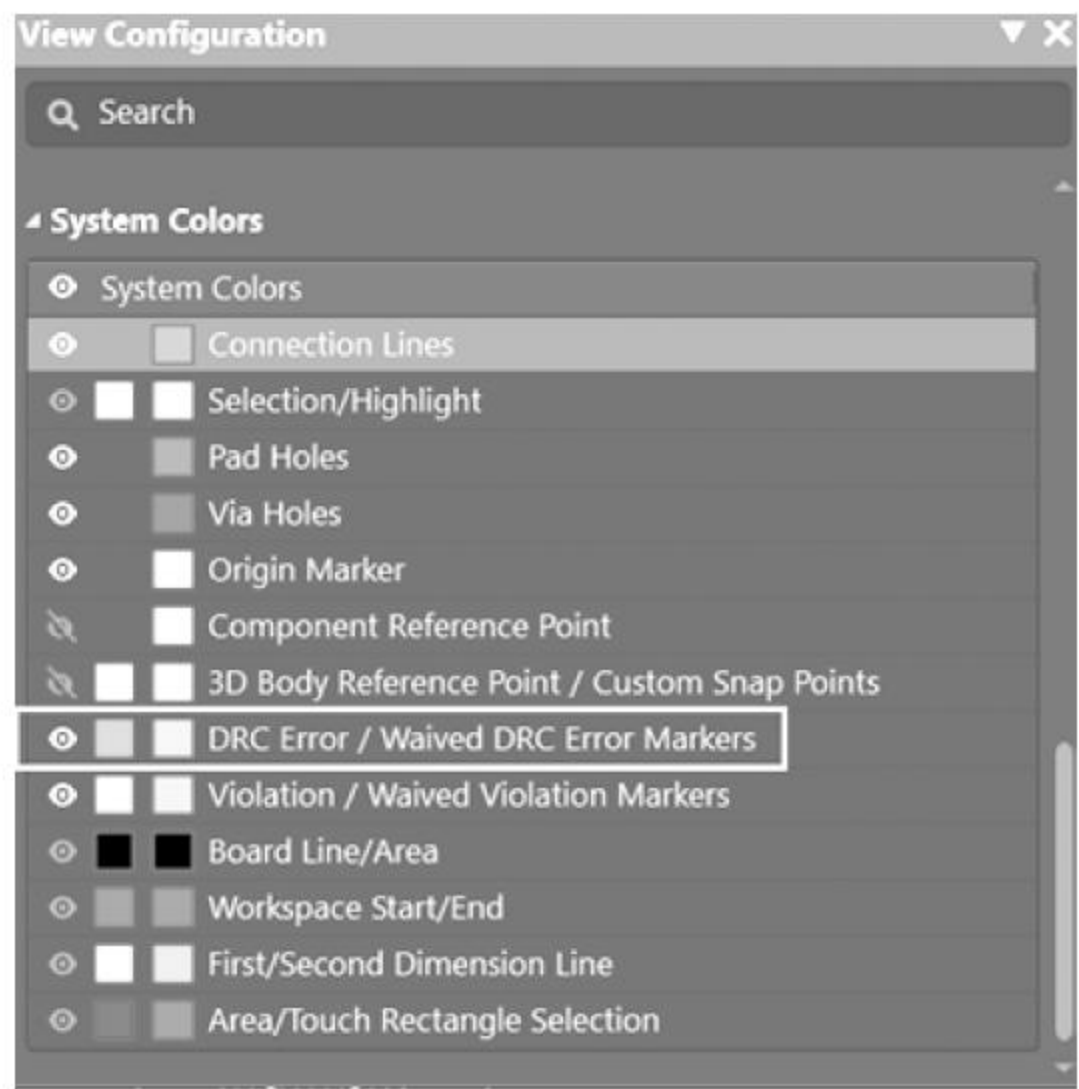 View Configuration
Search
System Colors
System Colors
Connection Lines
Selection/Highlight
Pad Holes
Via Holes
Origin Marker
Component Reference Point
3D Body Reference Point / Custom Snap Points
DRC Error / Waived DRC Error Markers
Violation / Waived Violation Markers
Board Line/Area
Workspace Start/End
First/Second Dimension Line
Area/Touch Rectangle Selection